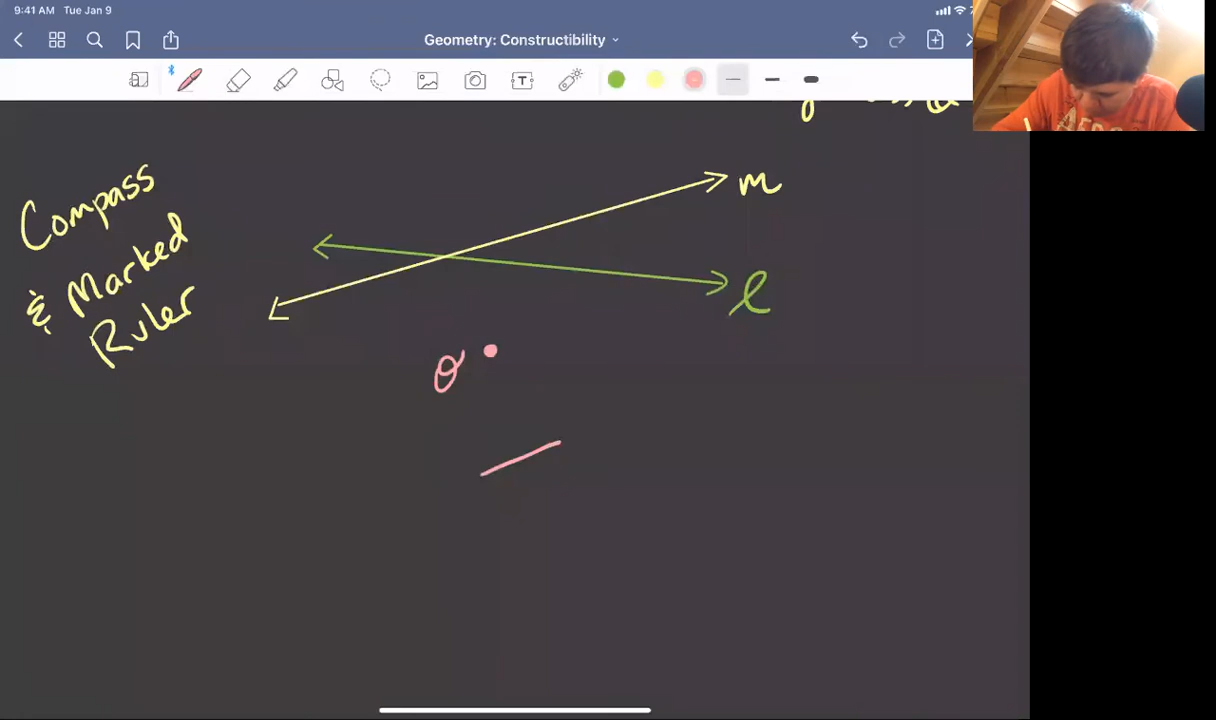 9:41 AM Tue Jan 9
Geometry: Constructibility
T
Compass
& Marked
Ruler
m
l
O